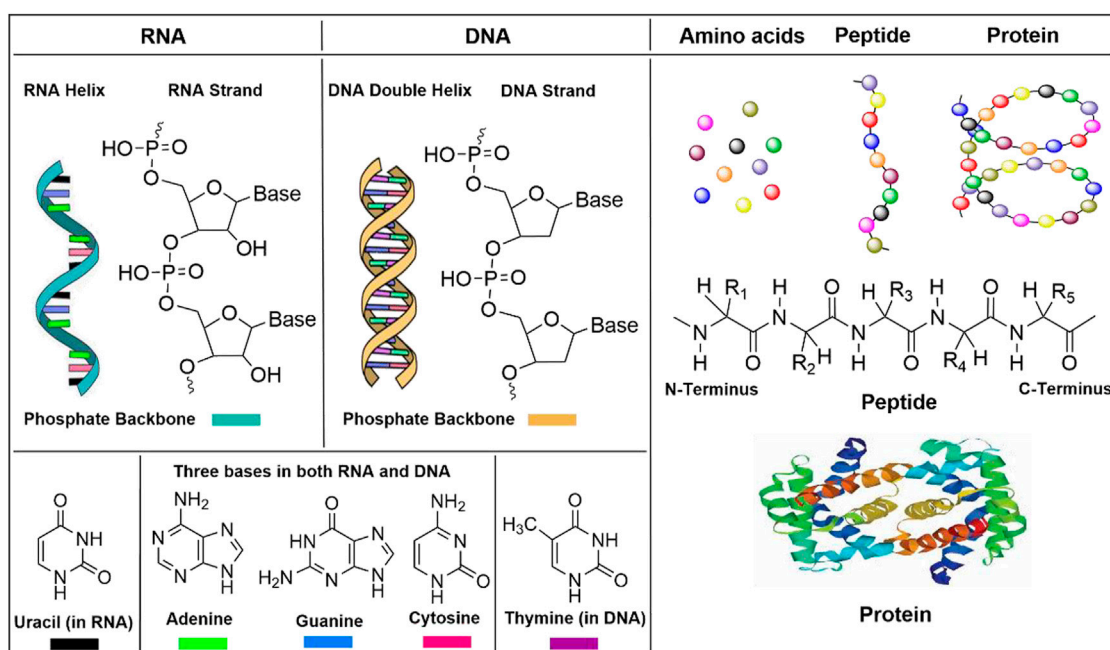 RNA
DNA
Amino acids
Peptide
Protein
RNA Helix
RNA Strand
HO P=O
O
O
Base
O
OH
HO P=O
O
O
Base
O
OH
Phosphate Backbone
DNA Double Helix
DNA Strand
HO P=O
O
O
Base
O
HO P=O
O
O
Base
O
Phosphate Backbone
H R1 H O H R3 H O H R5
N N N N N
H O R2 H H O R4 H H O
N-Terminus
C-Terminus
Peptide
Protein
Three bases in both RNA and DNA
O
NH
N
H
O
Uracil (in RNA)
NH2
N
N
N
N
H
Adenine
O
HN
N
H2N
N
N
H
Guanine
NH2
N
N
H
O
Cytosine
O
H3C
NH
N
H
O
Thymine (in DNA)